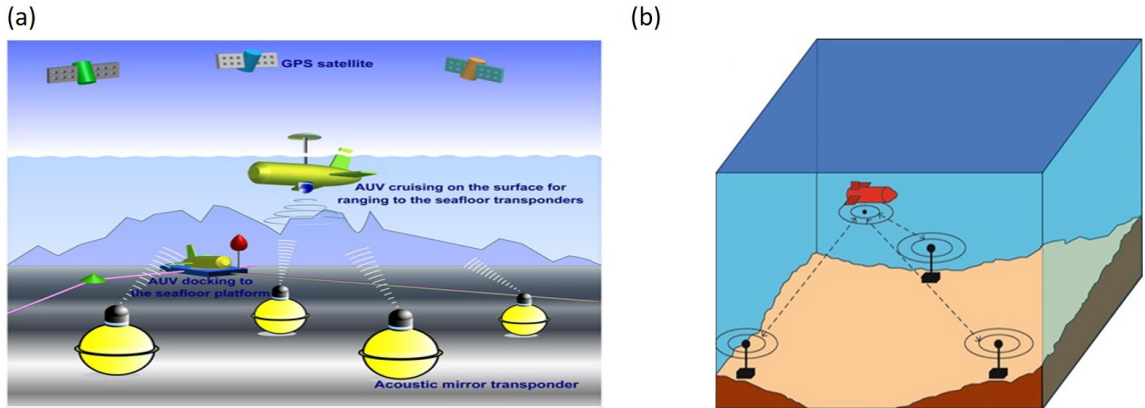 (a)
GPS satellite
AUV cruising on the surface for
ranging to the seafloor transponders
AUV docking to
the seafloor platform
Acoustic mirror transponder
(b)